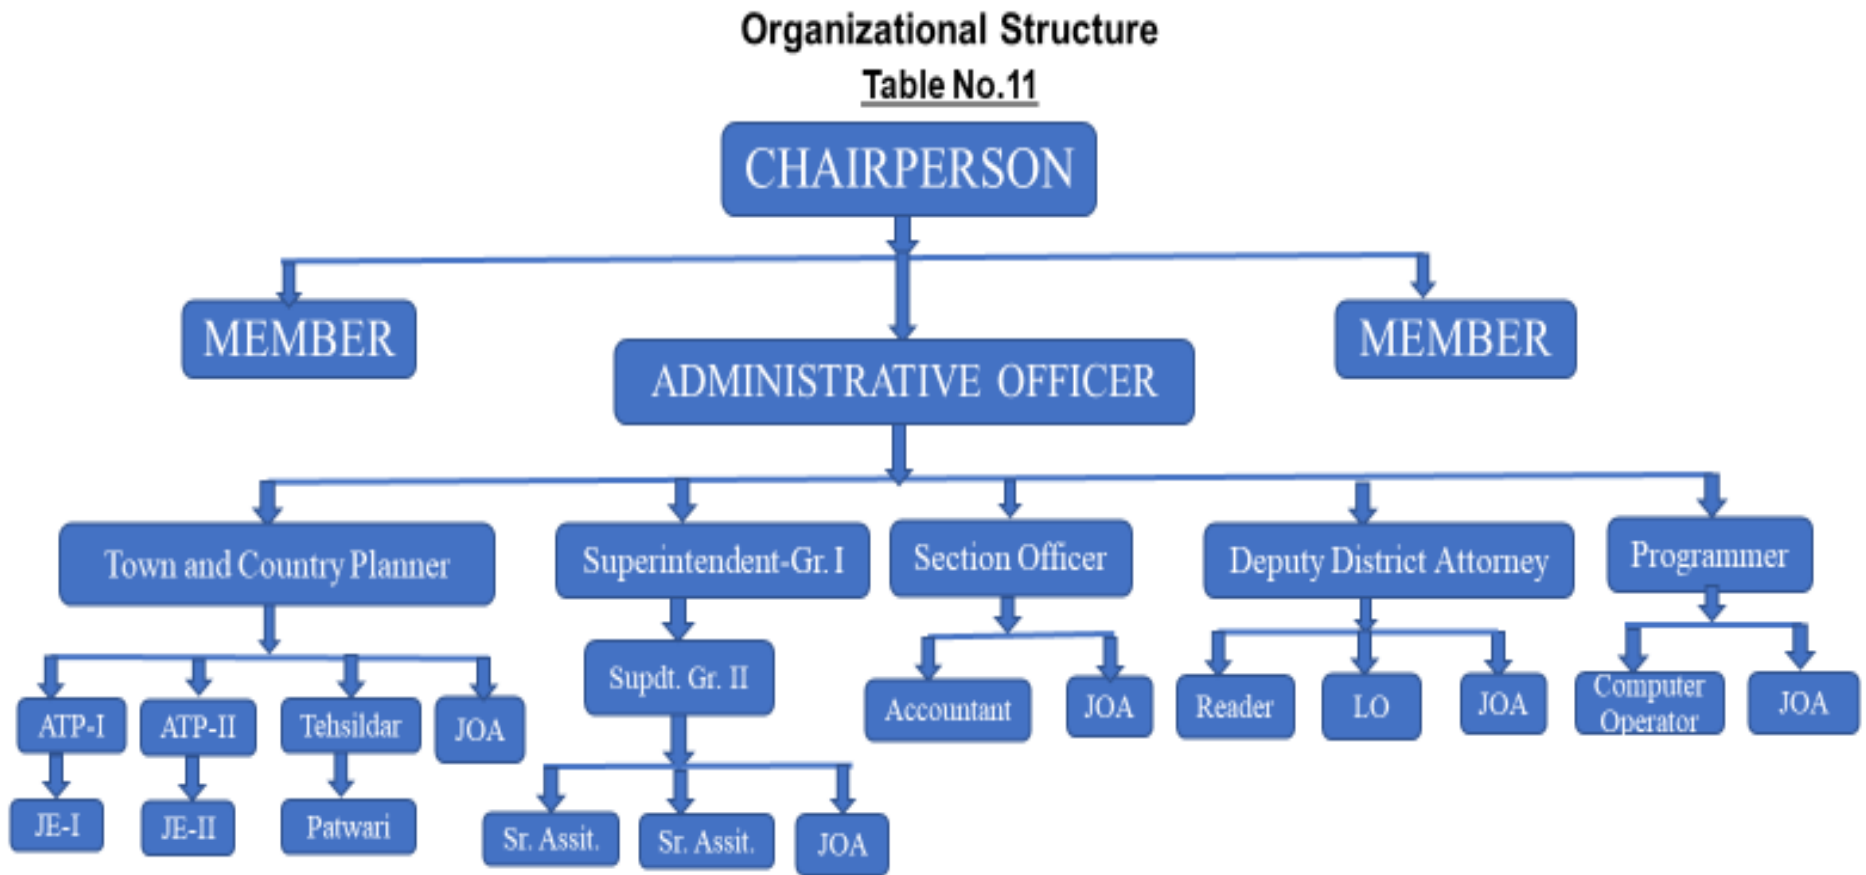 Organizational Structure
Table No.11
CHAIRPERSON
MEMBER
MEMBER
ADMINISTRATIVE OFFICER
Town and Country Planner
Superintendent-Gr. I
Section Officer
Deputy District Attorney
Programmer
ATP-I
ATP-II
Tehsildar
JOA
Supdt. Gr. II
Accountant
JOA
Reader
LO
JOA
Computer
Operator
JOA
JE-I
JE-II
Patwari
Sr. Assit.
Sr. Assit.
JOA